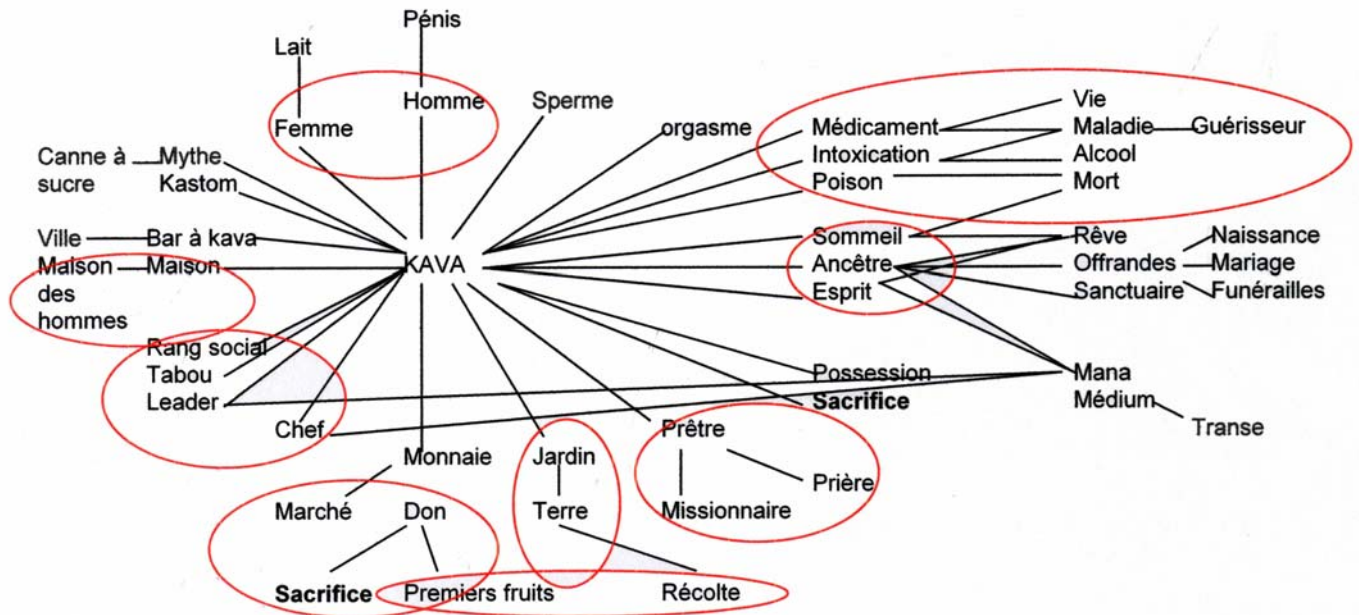 Pénis
Lait
Homme
Sperme
Vie
Femme
orgasme
Médicament
Maladie
Guérisseur
Canne à
sucre
Mythe
Intoxication
Alcool
Kastom
Poison
Mort
Ville
Bar à kava
Sommeil
Rêve
Naissance
Maison
des
hommes
Maison
KAVA
Ancêtre
Offrandes
Mariage
Esprit
Sanctuaire
Funérailles
Rang social
Tabou
Possession
Mana
Leader
Sacrifice
Médium
Chef
Prêtre
Transe
Monnaie
Jardin
Prière
Marché
Don
Terre
Missionnaire
Sacrifice
Premiers fruits
Récolte